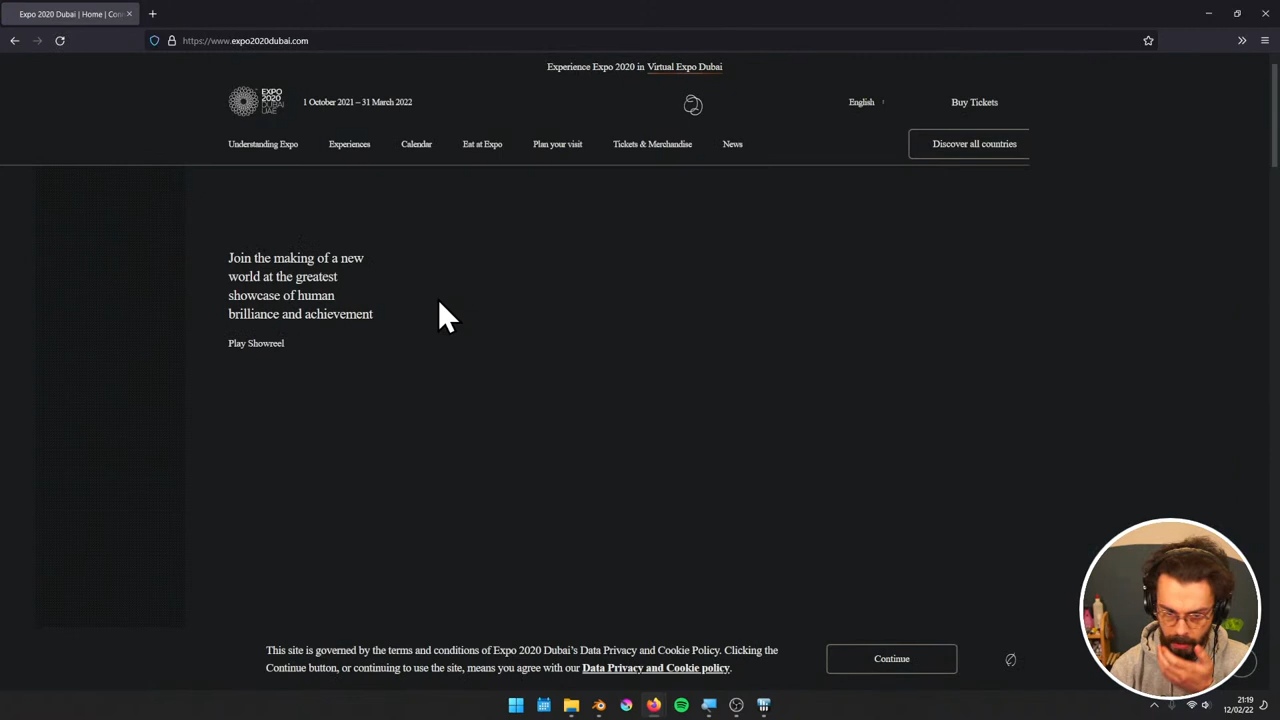 Expo 2020 Dubai | Home | Con
https://www.expo2020dubai.com
Experience Expo 2020 in Virtual Expo Dubai
EXPO
2020
DUBAI
UAE
1 October 2021 – 31 March 2022
English
Buy Tickets
Understanding Expo
Experiences
Calendar
Eat at Expo
Plan your visit
Tickets & Merchandise
News
Discover all countries
Join the making of a new
world at the greatest
showcase of human
brilliance and achievement
Play Showreel
This site is governed by the terms and conditions of Expo 2020 Dubai’s Data Privacy and Cookie Policy. Clicking the
Continue button, or continuing to use the site, means you agree with our Data Privacy and Cookie policy.
Continue
21:19
12/02/22